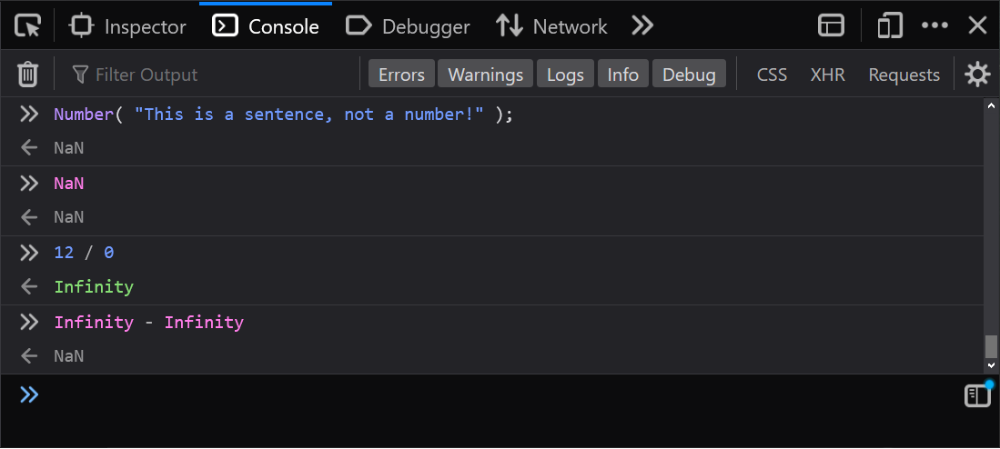 Inspector Console Debugger Network
Filter Output Errors Warnings Logs Info Debug CSS XHR Requests
Number( "This is a sentence, not a number!" );
NaN
NaN
NaN
12 / 0
Infinity
Infinity - Infinity
NaN